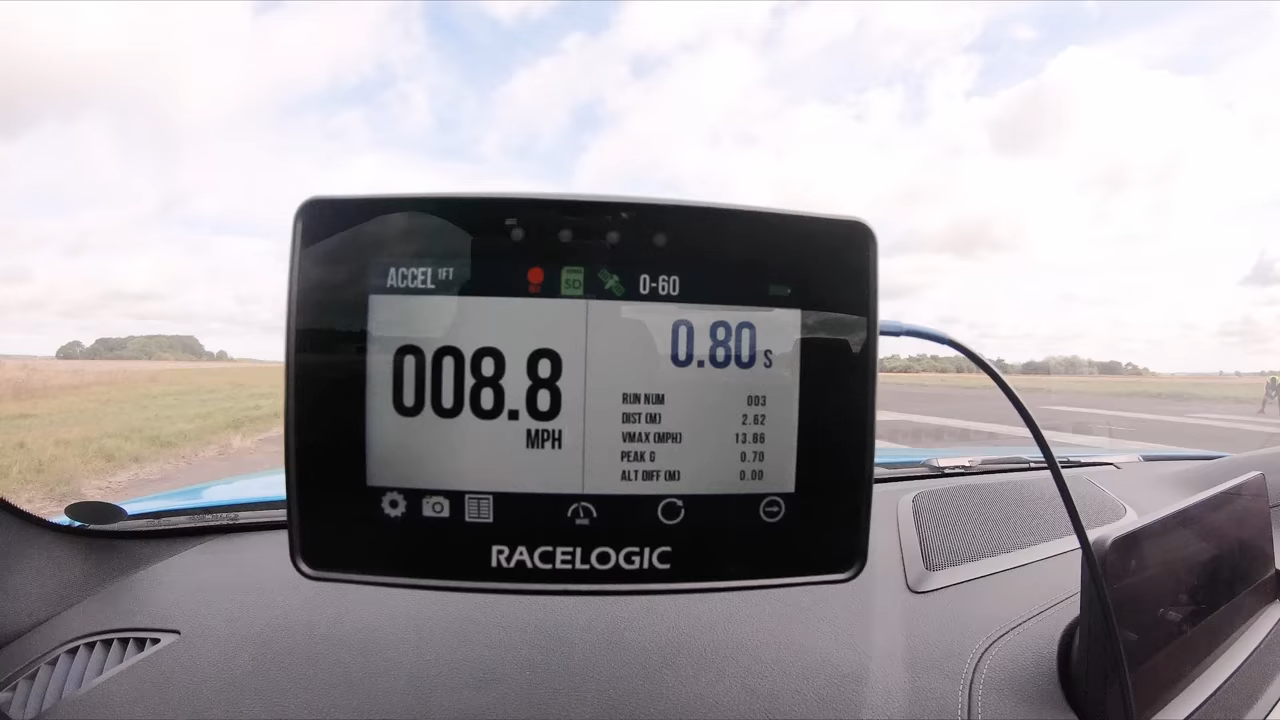 ACCEL 1FT SD 0-60
008.8
MPH
0.80 S
RUN NUM 003
DIST (M) 2.62
VMAX (MPH) 13.86
PEAK G 0.70
ALT DIFF (M) 0.00
RACELOGIC